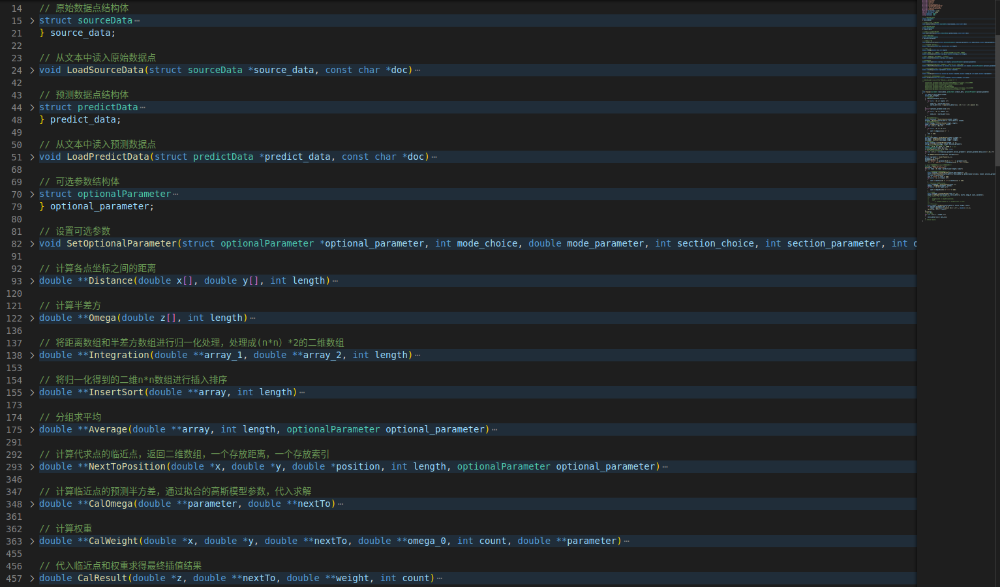 14 // 原始数据点结构体
15 > struct sourceData ⋯
21 } source_data;
22
23 // 从文本中读入原始数据点
24 > void LoadSourceData(struct sourceData *source_data, const char *doc) ⋯
42
43 // 预测数据点结构体
44 > struct predictData ⋯
48 } predict_data;
49
50 // 从文本中读入预测数据点
51 > void LoadPredictData(struct predictData *predict_data, const char *doc) ⋯
68
69 // 可选参数结构体
70 > struct optionalParameter ⋯
79 } optional_parameter;
80
81 // 设置可选参数
82 > void SetOptionalParameter(struct optionalParameter *optional_parameter, int mode_choice, double mode_parameter, int section_choice, int section_parameter, int
91
92 // 计算各点坐标之间的距离
93 > double **Distance(double x[], double y[], int length) ⋯
120
121 // 计算半差方
122 > double **Omega(double z[], int length) ⋯
136
137 // 将距离数组和半差方数组进行归一化处理，处理成(n*n）*2的二维数组
138 > double **Integration(double **array_1, double **array_2, int length) ⋯
153
154 // 将归一化得到的二维n*n数组进行插入排序
155 > double **InsertSort(double **array, int length) ⋯
173
174 // 分组求平均
175 > double **Average(double **array, int length, optionalParameter optional_parameter) ⋯
291
292 // 计算代求点的临近点，返回二维数组，一个存放距离，一个存放索引
293 > double **NextToPosition(double *x, double *y, double *position, int length, optionalParameter optional_parameter) ⋯
346
347 // 计算临近点的预测半方差，通过拟合的高斯模型参数，代入求解
348 > double **CalOmega(double **parameter, double **nextTo) ⋯
361
362 // 计算权重
363 > double **CalWeight(double *x, double *y, double **nextTo, double **omega_0, int count, double **parameter) ⋯
455
456 // 代入临近点和权重求得最终插值结果
457 > double CalResult(double *z, double **nextTo, double **weight, int count) ⋯